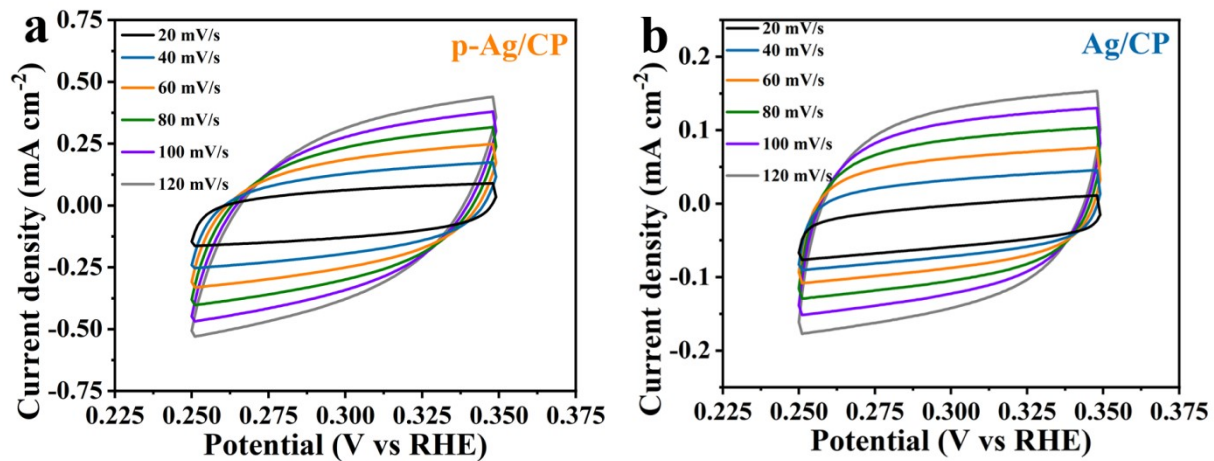 a
p-Ag/CP
20 mV/s
40 mV/s
60 mV/s
80 mV/s
100 mV/s
120 mV/s
0.75
0.50
0.25
0.00
-0.25
-0.50
-0.75
Current density (mA cm-2)
0.225 0.250 0.275 0.300 0.325 0.350 0.375
Potential (V vs RHE)
b
Ag/CP
20 mV/s
40 mV/s
60 mV/s
80 mV/s
100 mV/s
120 mV/s
0.2
0.1
0.0
-0.1
-0.2
Current density (mA cm-2)
0.225 0.250 0.275 0.300 0.325 0.350 0.375
Potential (V vs RHE)